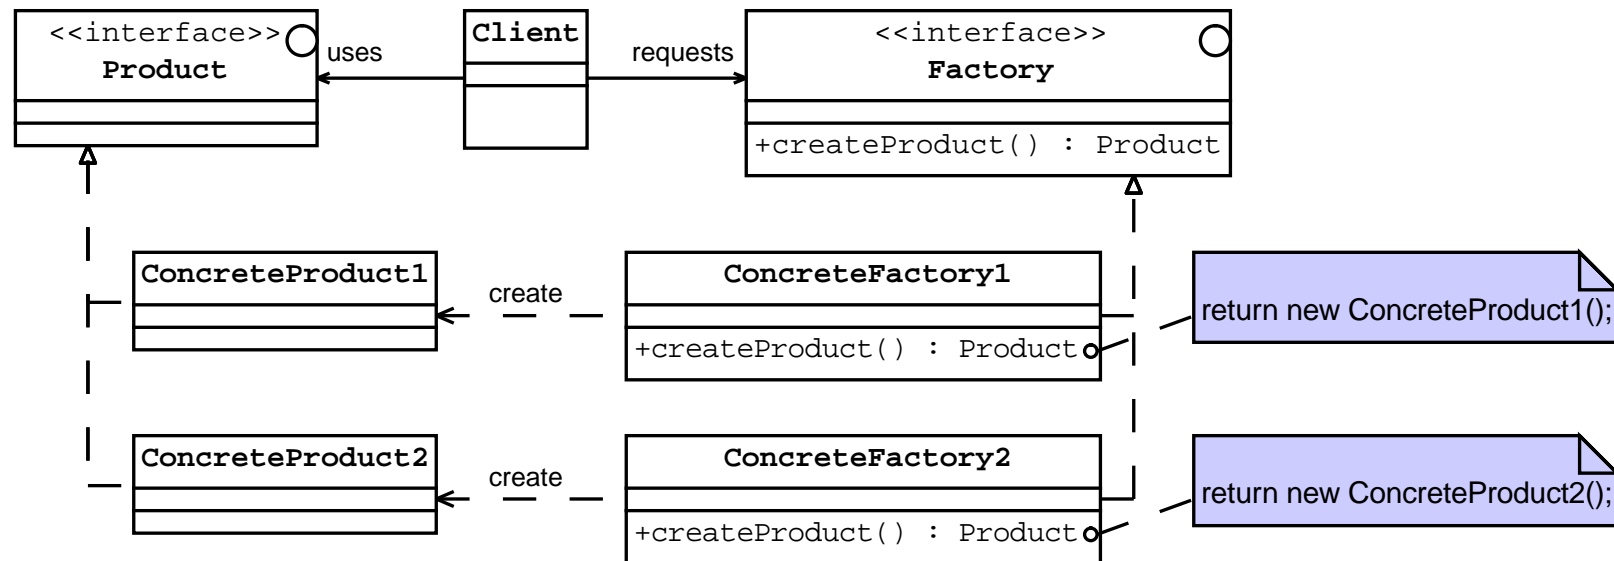 <<interface>>
Product
uses
Client
requests
<<interface>>
Factory
+createProduct() : Product
ConcreteProduct1
create
ConcreteFactory1
+createProduct() : Product
return new ConcreteProduct1();
ConcreteProduct2
create
ConcreteFactory2
+createProduct() : Product
return new ConcreteProduct2();